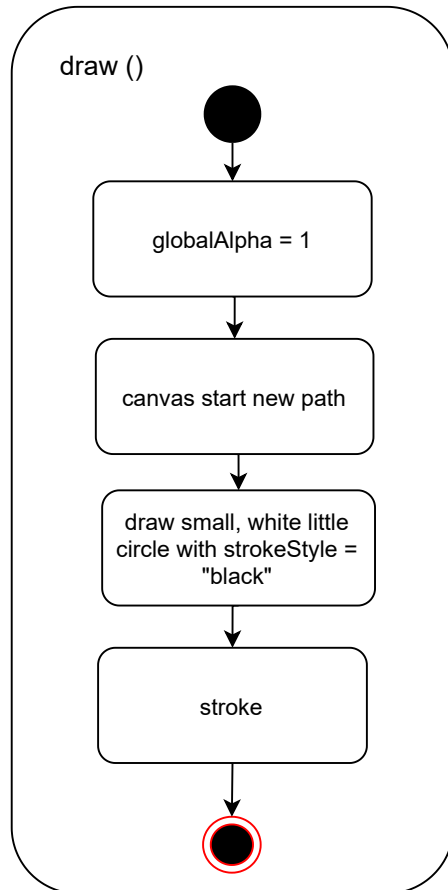 draw ()
globalAlpha = 1
canvas start new path
draw small, white little
circle with strokeStyle =
"black"
stroke